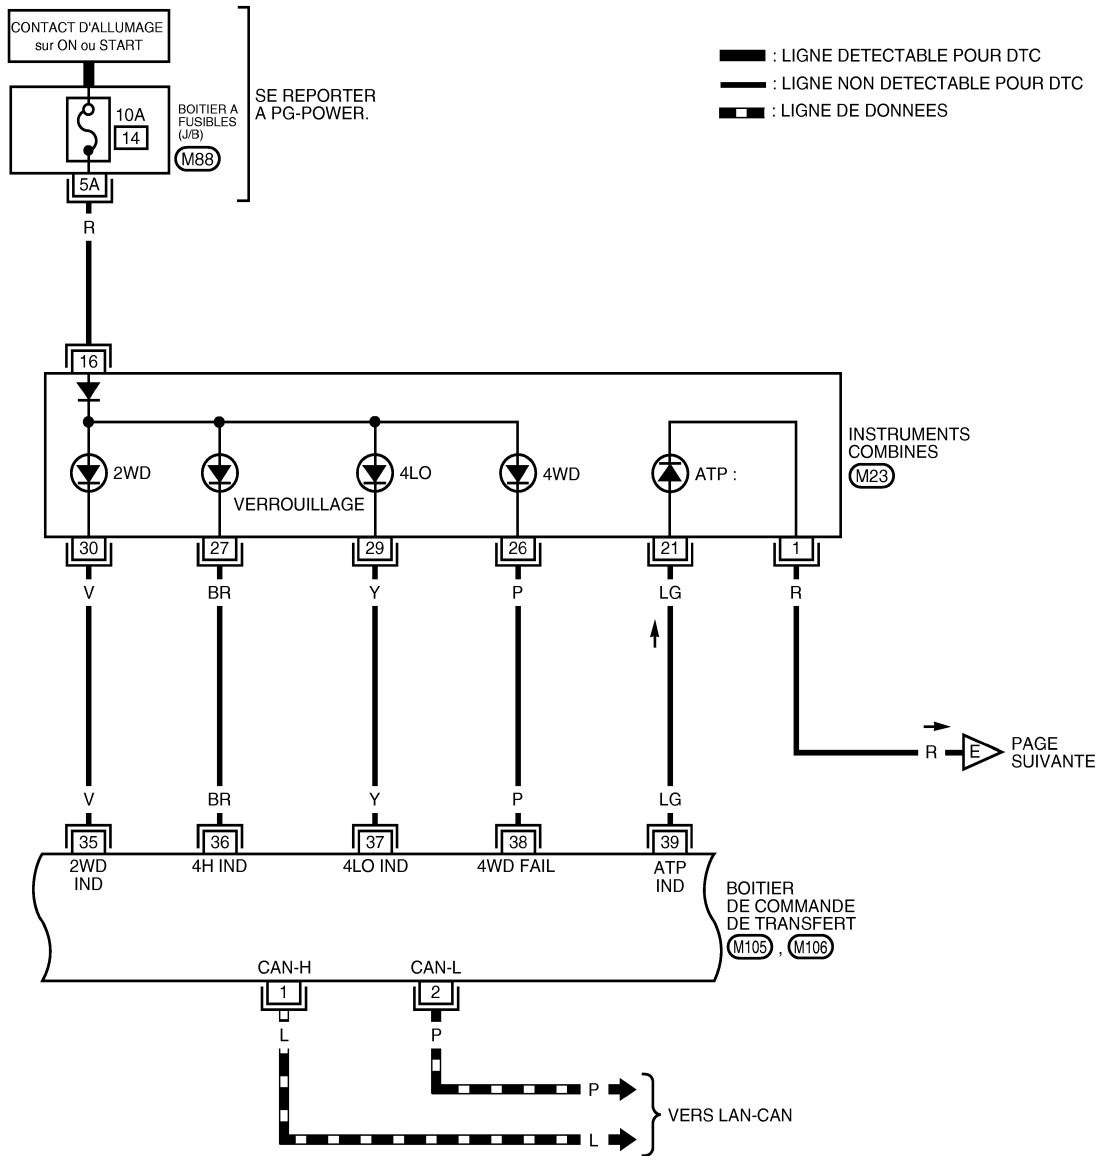 CONTACT D'ALLUMAGE
sur ON ou START
10A
14
BOITIER A
FUSIBLES
(J/B)
M88
5A
SE REPORTER
A PG-POWER.
: LIGNE DETECTABLE POUR DTC
: LIGNE NON DETECTABLE POUR DTC
: LIGNE DE DONNEES
R
16
2WD
VERROUILLAGE
4LO
4WD
ATP :
INSTRUMENTS
COMBINES
M23
30 27 29 26 21 1
V BR Y P LG R
R E
PAGE
SUIVANTE
V BR Y P LG
35 36 37 38 39
2WD
IND
4H IND
4LO IND
4WD FAIL
ATP
IND
BOITIER
DE COMMANDE
DE TRANSFERT
M105 , M106
CAN-H CAN-L
1 2
L P
P
L
VERS LAN-CAN